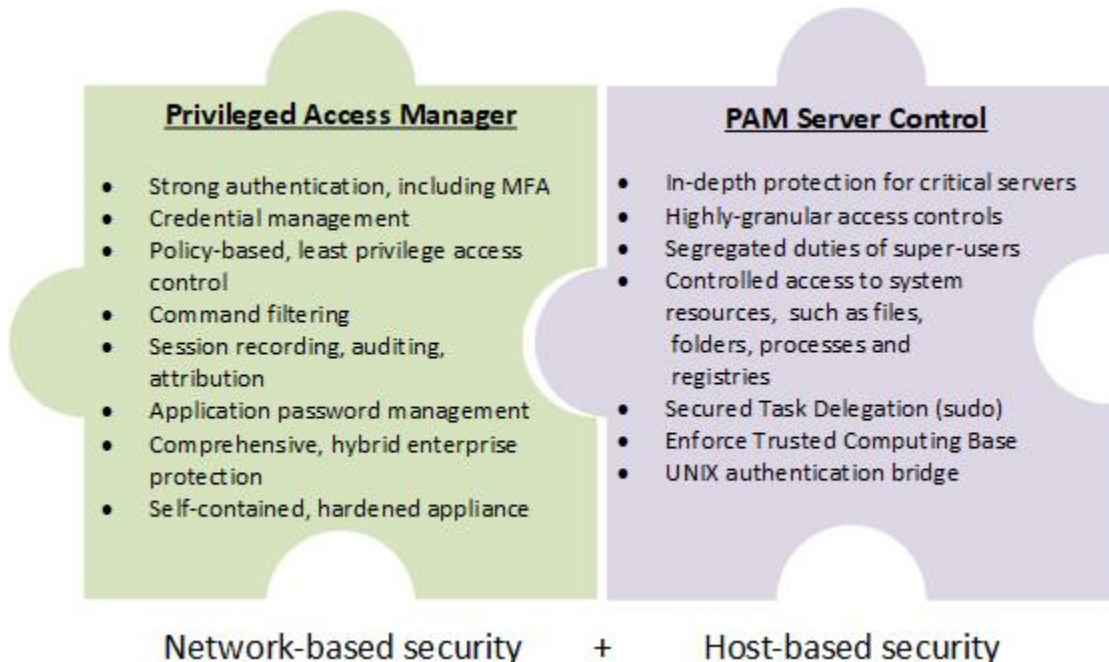 Privileged Access Manager
• Strong authentication, including MFA
• Credential management
• Policy-based, least privilege access
control
• Command filtering
• Session recording, auditing,
attribution
• Application password management
• Comprehensive, hybrid enterprise
protection
• Self-contained, hardened appliance
PAM Server Control
• In-depth protection for critical servers
• Highly-granular access controls
• Segregated duties of super-users
• Controlled access to system
resources, such as files,
folders, processes and
registries
• Secured Task Delegation (sudo)
• Enforce Trusted Computing Base
• UNIX authentication bridge
Network-based security + Host-based security